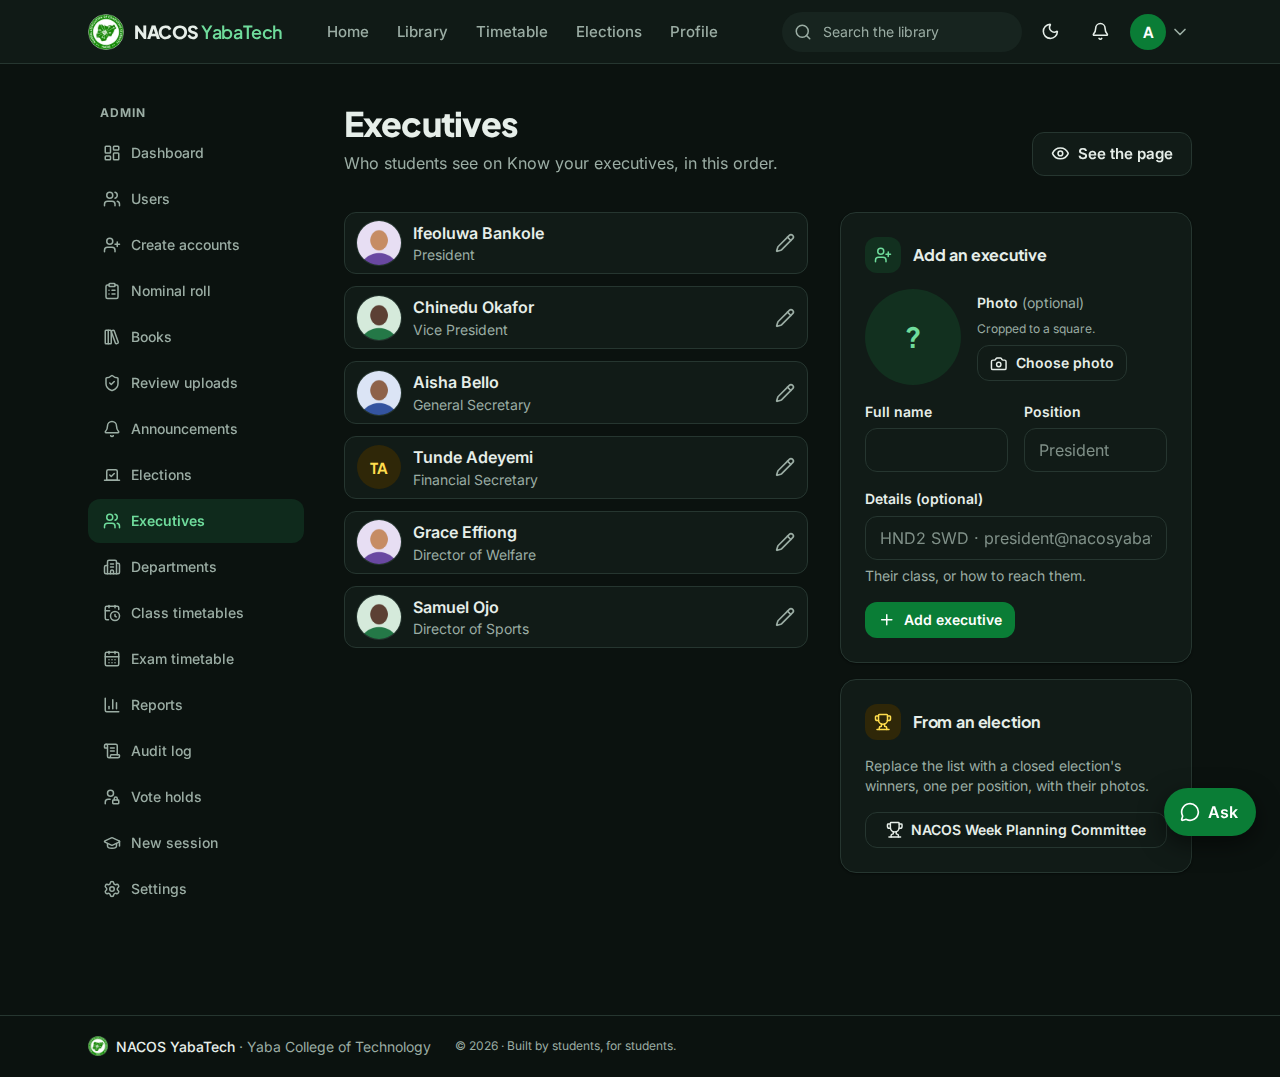 NACOS YabaTech
Home
Library
Timetable
Elections
Profile
Search the library
A
ADMIN
Dashboard
Users
Create accounts
Nominal roll
Books
Review uploads
Announcements
Elections
Executives
Departments
Class timetables
Exam timetable
Reports
Audit log
Vote holds
New session
Settings
Executives
Who students see on Know your executives, in this order.
See the page
Ifeoluwa Bankole
President
Chinedu Okafor
Vice President
Aisha Bello
General Secretary
TA
Tunde Adeyemi
Financial Secretary
Grace Effiong
Director of Welfare
Samuel Ojo
Director of Sports
Add an executive
?
Photo (optional)
Cropped to a square.
Choose photo
Full name
Position
President
Details (optional)
HND2 SWD · president@nacosyabat
Their class, or how to reach them.
Add executive
From an election
Replace the list with a closed election's
winners, one per position, with their photos.
NACOS Week Planning Committee
Ask
NACOS YabaTech · Yaba College of Technology
© 2026 · Built by students, for students.